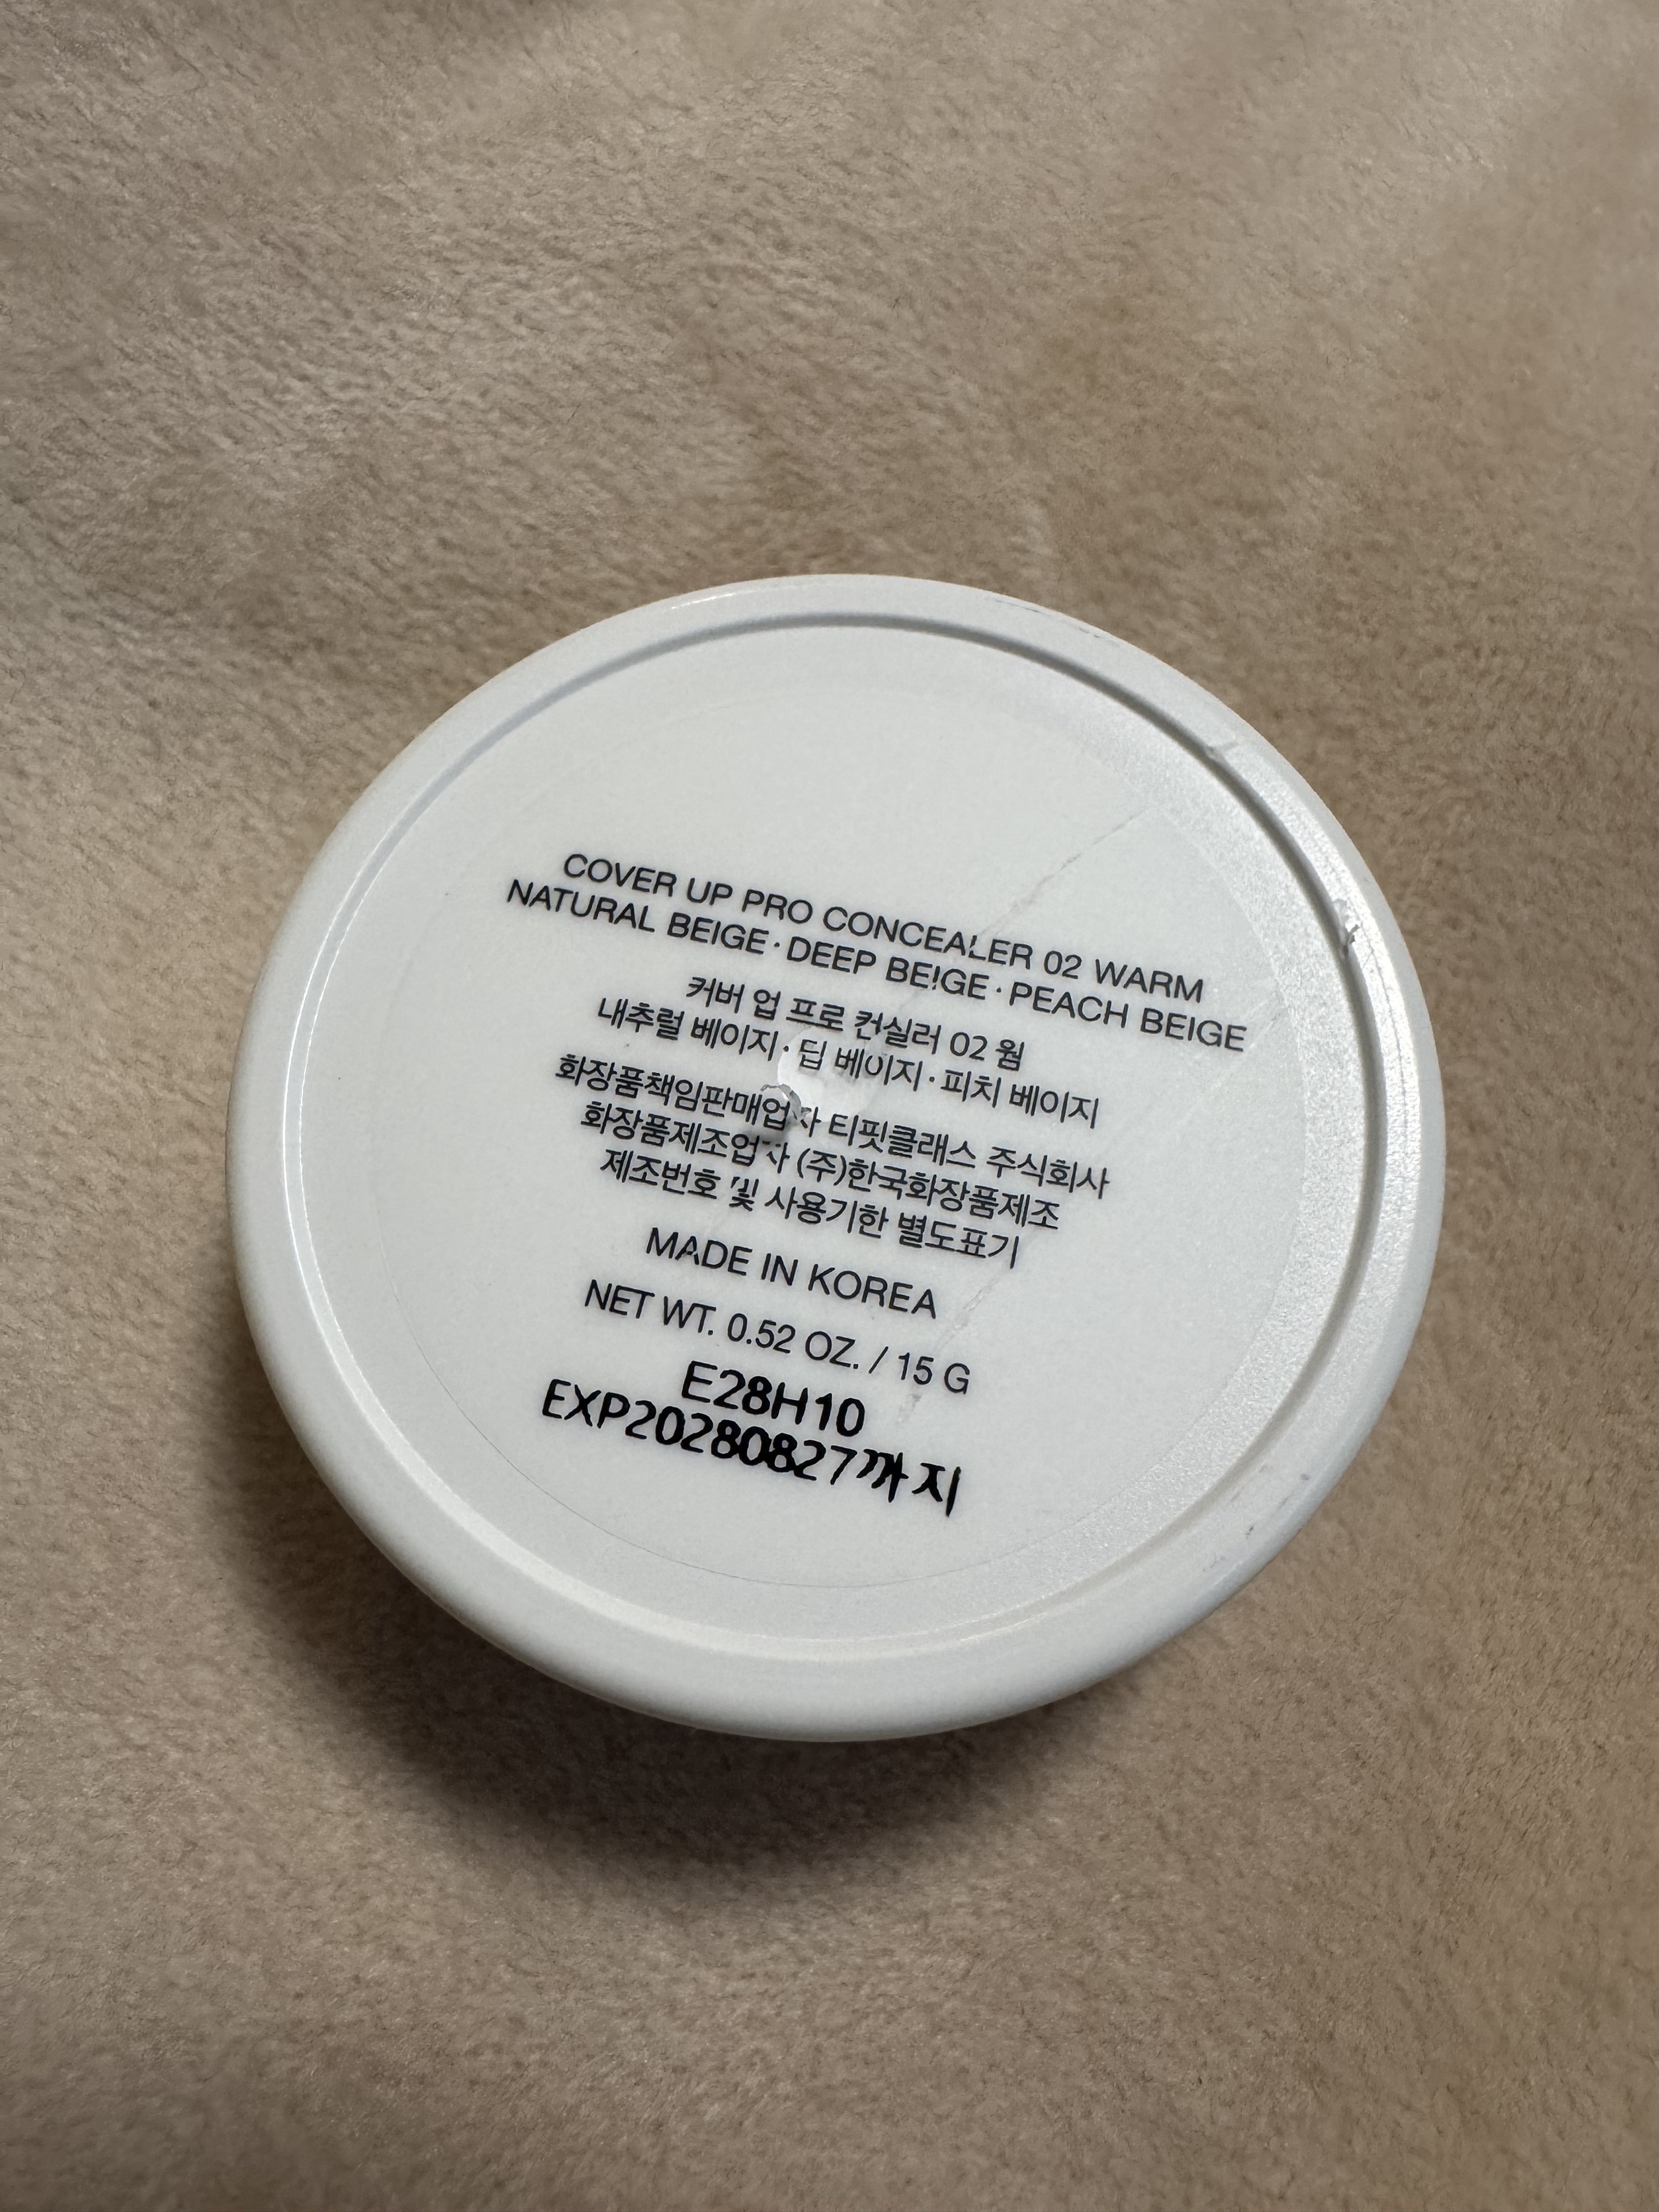 COVER UP PRO CONCEALER 02 WARM
NATURAL BEIGE · DEEP BEIGE · PEACH BEIGE
커버 업 프로 컨실러 02 웜
내추럴 베이지 · 딥 베이지 · 피치 베이지
화장품책임판매업자 티핏클래스 주식회사
화장품제조업자 (주)한국화장품제조
제조번호 및 사용기한 별도표기
MADE IN KOREA
NET WT. 0.52 OZ. / 15 G
E28H10
EXP20280827까지